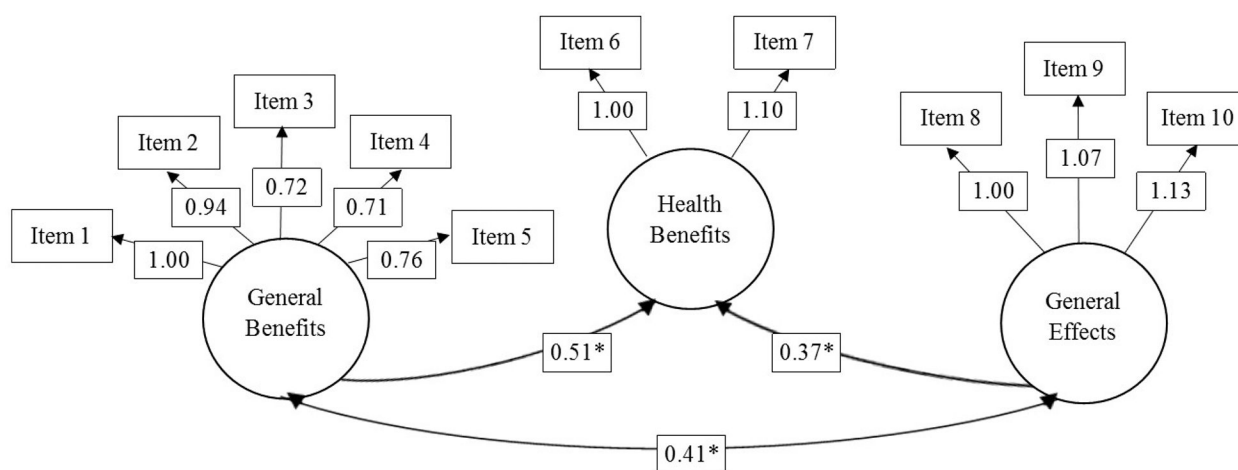 Item 1
1.00
Item 2
0.94
Item 3
0.72
Item 4
0.71
Item 5
0.76
General
Benefits
Item 6
1.00
Item 7
1.10
Health
Benefits
Item 8
1.00
Item 9
1.07
Item 10
1.13
General
Effects
0.51*
0.37*
0.41*